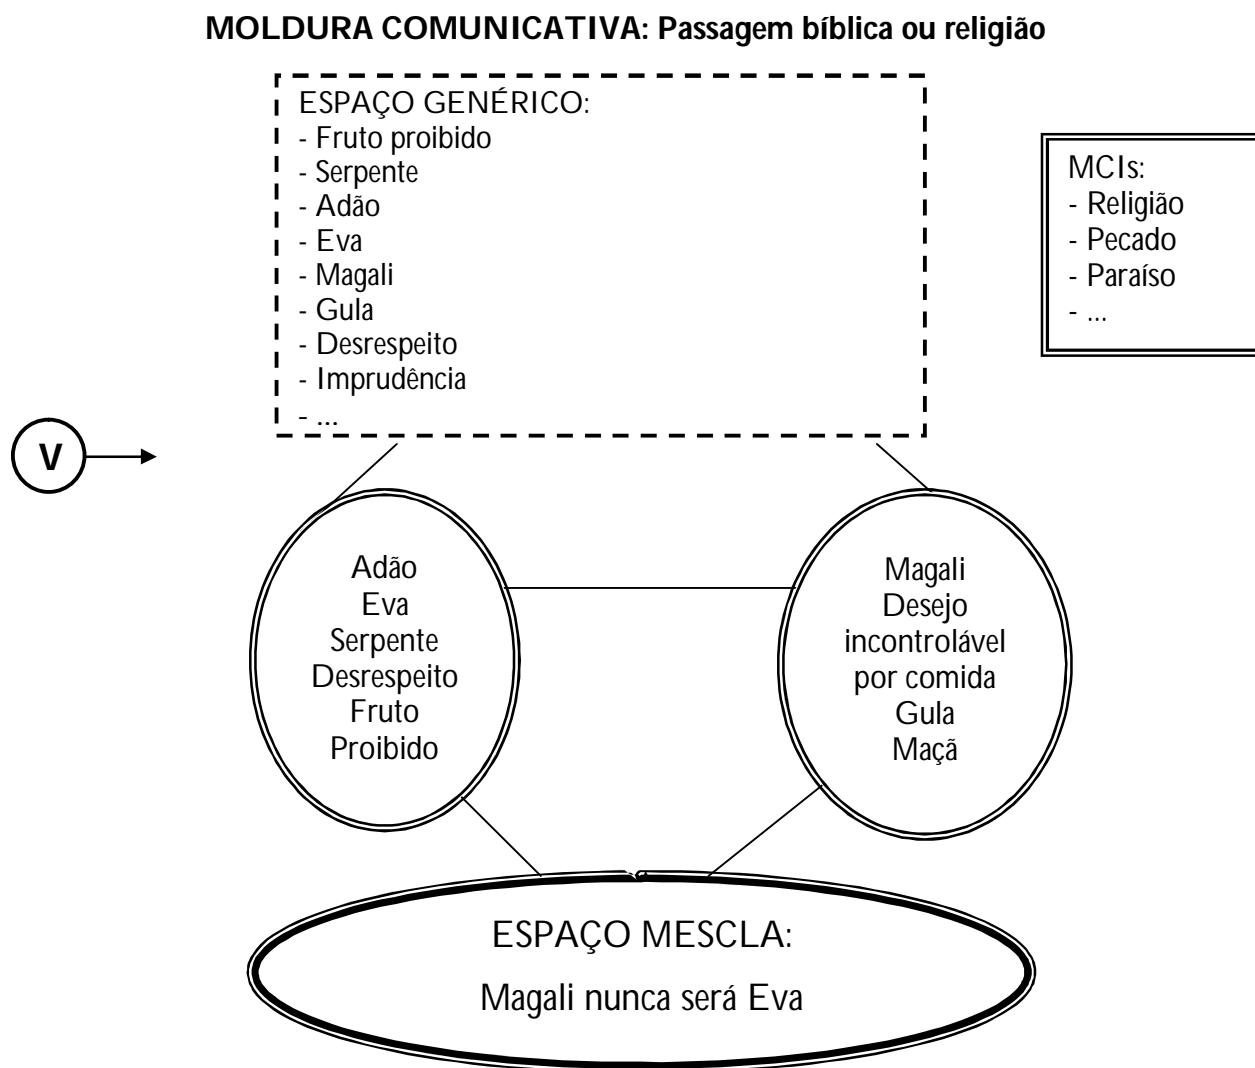 MOLDURA COMUNICATIVA: Passagem bíblica ou religião
ESPAÇO GENÉRICO:
- Fruto proibido
- Serpente
- Adão
- Eva
- Magali
- Gula
- Desrespeito
- Imprudência
- ...
MCIs:
- Religião
- Pecado
- Paraíso
- ...
V
Adão
Eva
Serpente
Desrespeito
Fruto
Proibido
Magali
Desejo
incontrolável
por comida
Gula
Maçã
ESPAÇO MESCLA:
Magali nunca será Eva